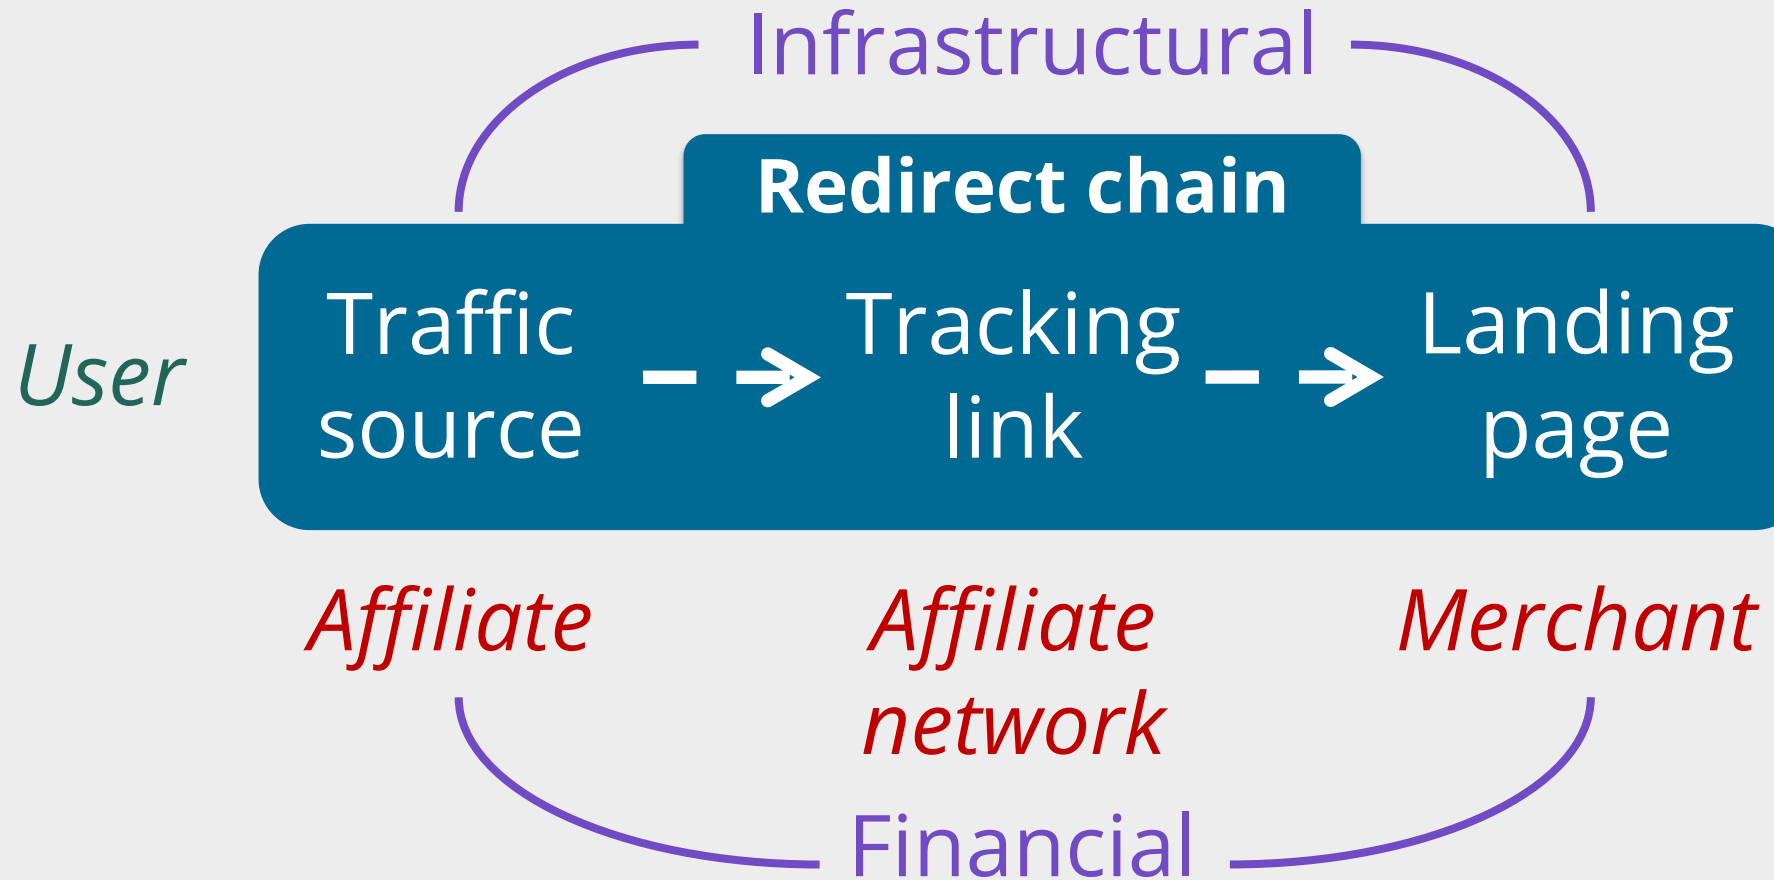 Infrastructural
Redirect chain
User
Traffic
source
Tracking
link
Landing
page
Affiliate
Affiliate
network
Merchant
Financial